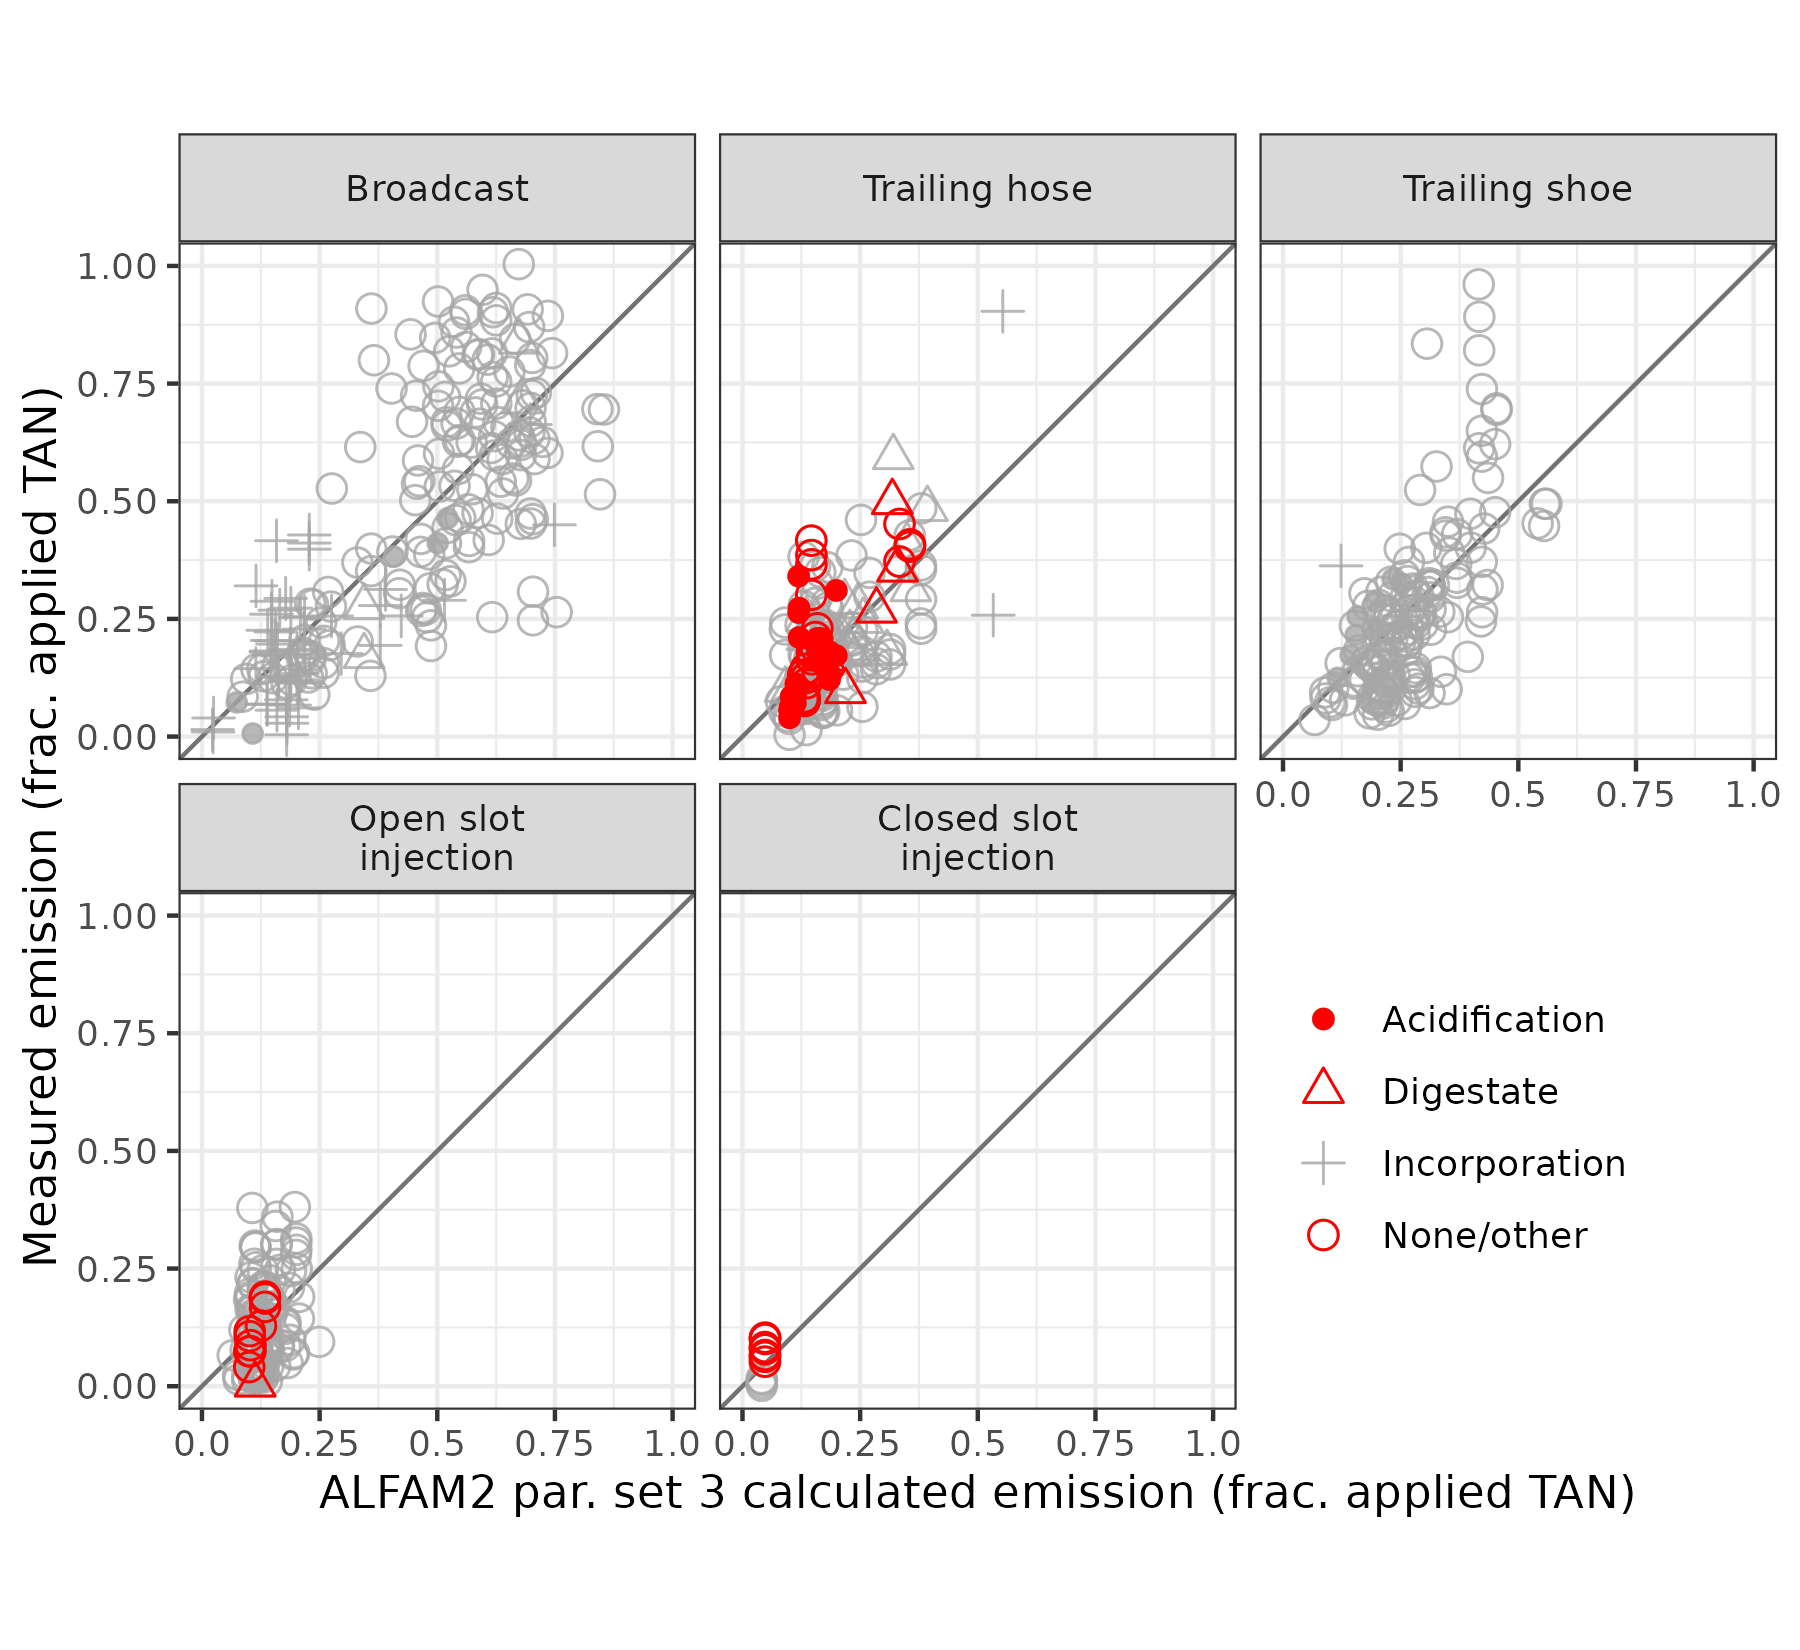 Broadcast
Trailing hose
Trailing shoe
1.00
0.75
0.50
0.25
0.00
0.0 0.25 0.5 0.75 1.0
Open slot
injection
Closed slot
injection
1.00
0.75
0.50
0.25
0.00
0.0 0.25 0.5 0.75 1.0
0.0 0.25 0.5 0.75 1.0
Measured emission (frac. applied TAN)
ALFAM2 par. set 3 calculated emission (frac. applied TAN)
Acidification
Digestate
Incorporation
None/other